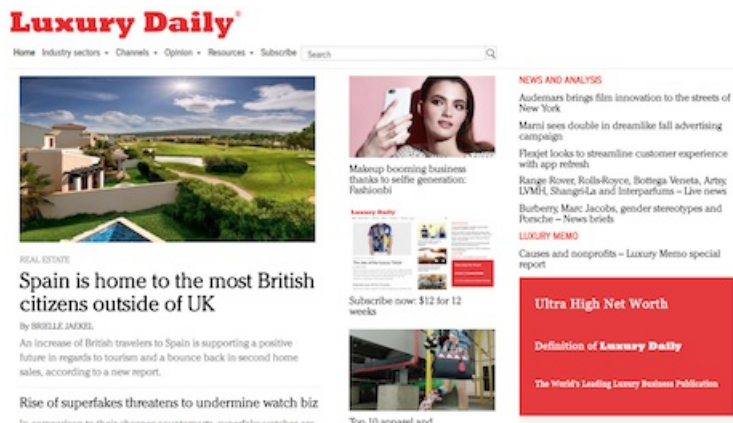 Luxury Daily®
Home Industry sectors Channels Opinion Resources Subscribe Search
REAL ESTATE
Spain is home to the most British
citizens outside of UK
By BRIELLE JAEKEL
An increase of British travelers to Spain is supporting a positive
future in regards to tourism and a bounce back in second home
sales, according to a new report.
Rise of superfakes threatens to undermine watch biz
Makeup booming business
thanks to selfie generation:
Fashionbi
Luxury Daily
Subscribe now: $12 for 12
weeks
Top 10 apparel and
NEWS AND ANALYSIS
Audemars brings film innovation to the streets of
New York
Marni sees double in dreamlike fall advertising
campaign
Flexjet looks to streamline customer experience
with app refresh
Range Rover, Rolls-Royce, Bottega Veneta, Artsy,
LVMH, Shangri-La and Interparfums – Live news
Burberry, Marc Jacobs, gender stereotypes and
Porsche – News briefs
LUXURY MEMO
Causes and nonprofits – Luxury Memo special
report
Ultra High Net Worth
Definition of Luxury Daily
The World's Leading Luxury Business Publication